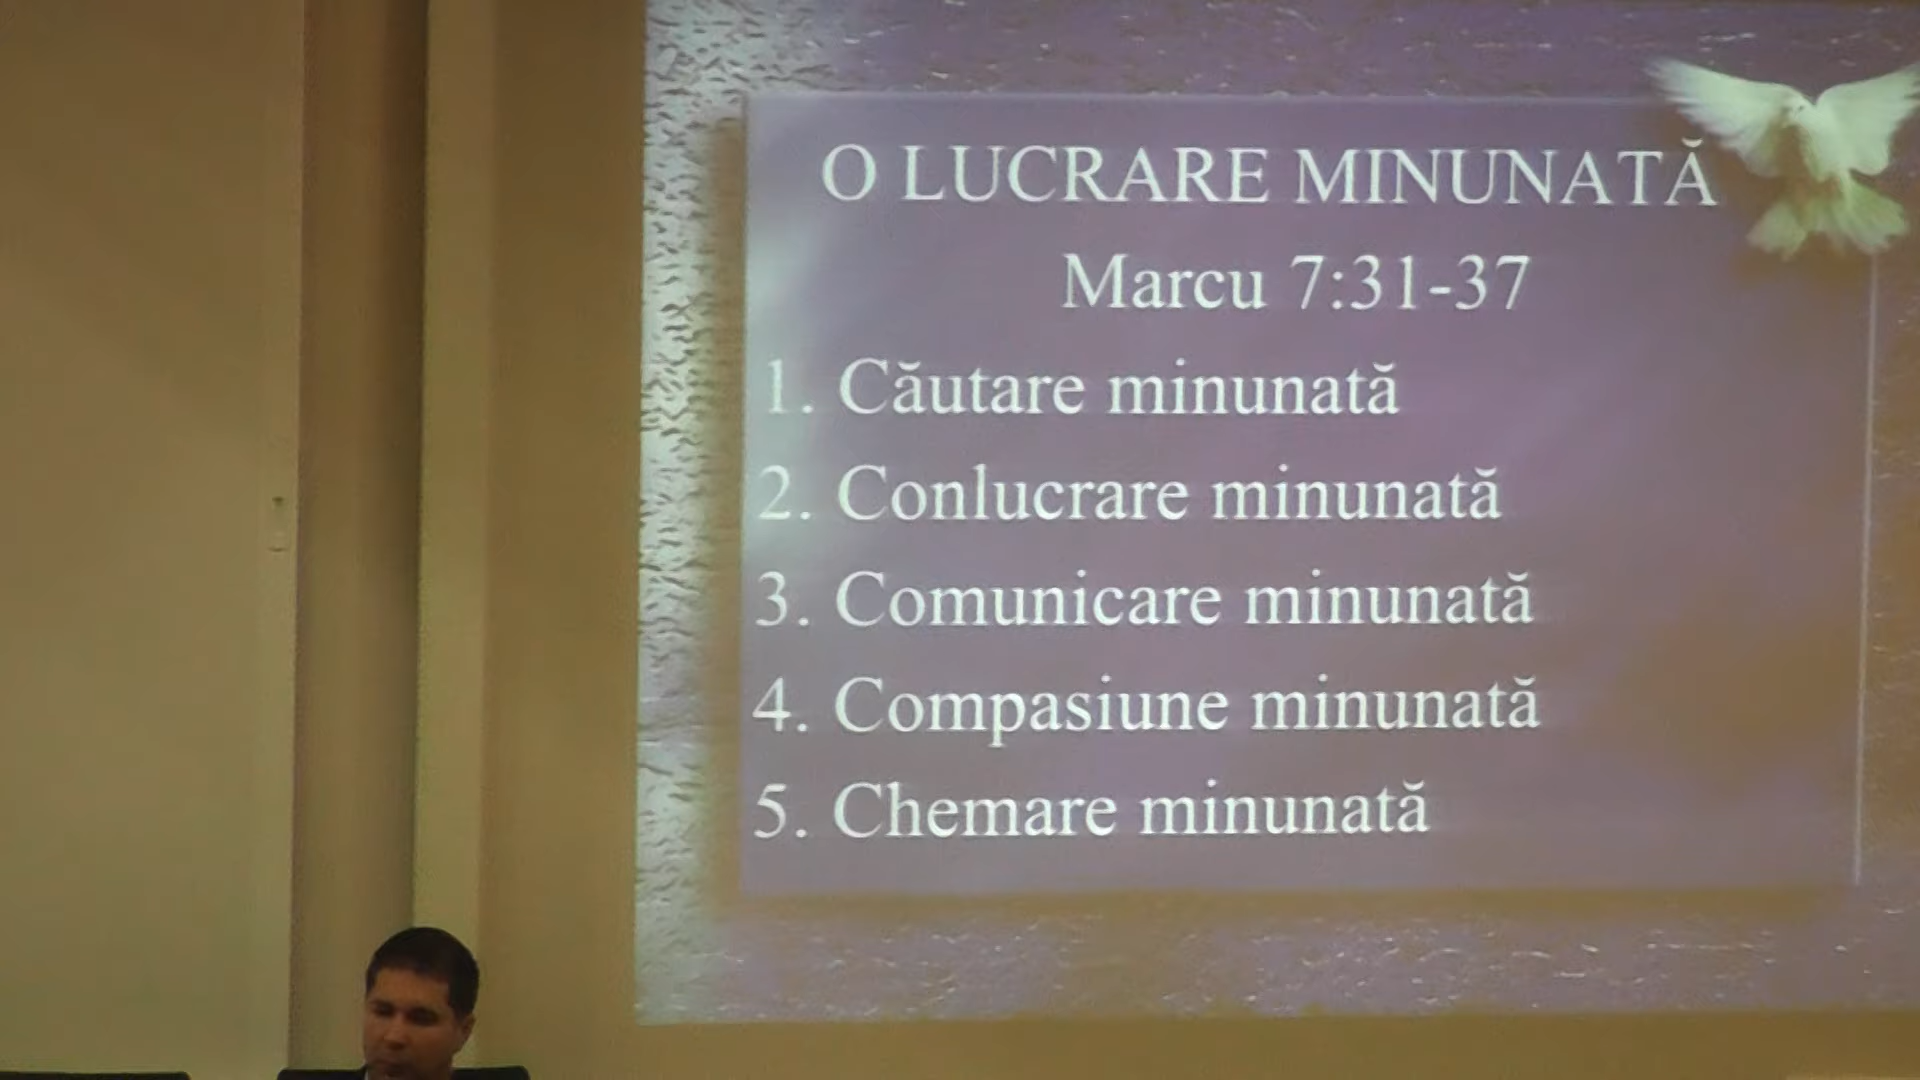 O LUCRARE MINUNATĂ
Marcu 7:31-37
1. Căutare minunată
2. Conlucrare minunată
3. Comunicare minunată
4. Compasiune minunată
5. Chemare minunată